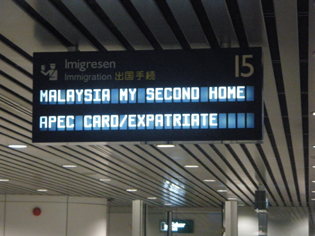 Imigresen 15
Immigration 出国手続
MALAYSIA MY SECOND HOME
APEC CARD/EXPATRIATE